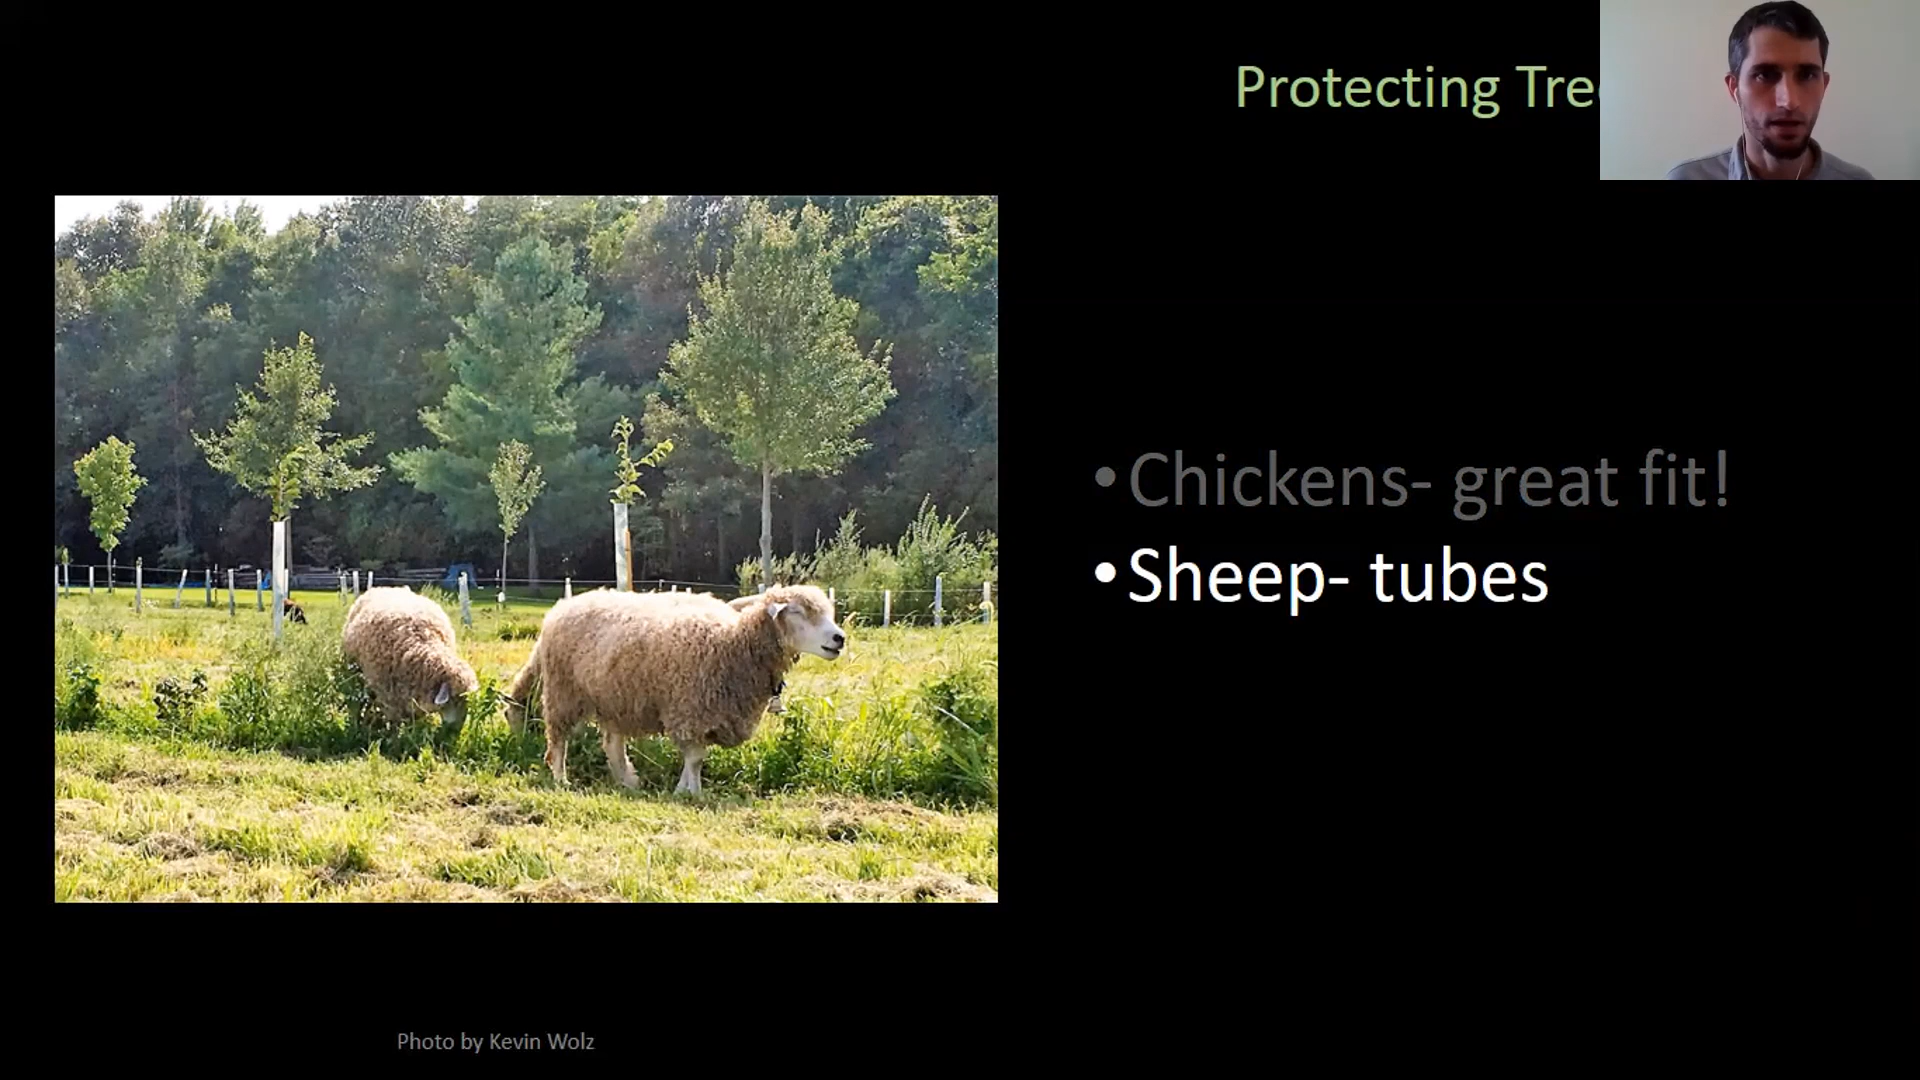 Protecting Tre
• Chickens- great fit!
• Sheep- tubes
Photo by Kevin Wolz